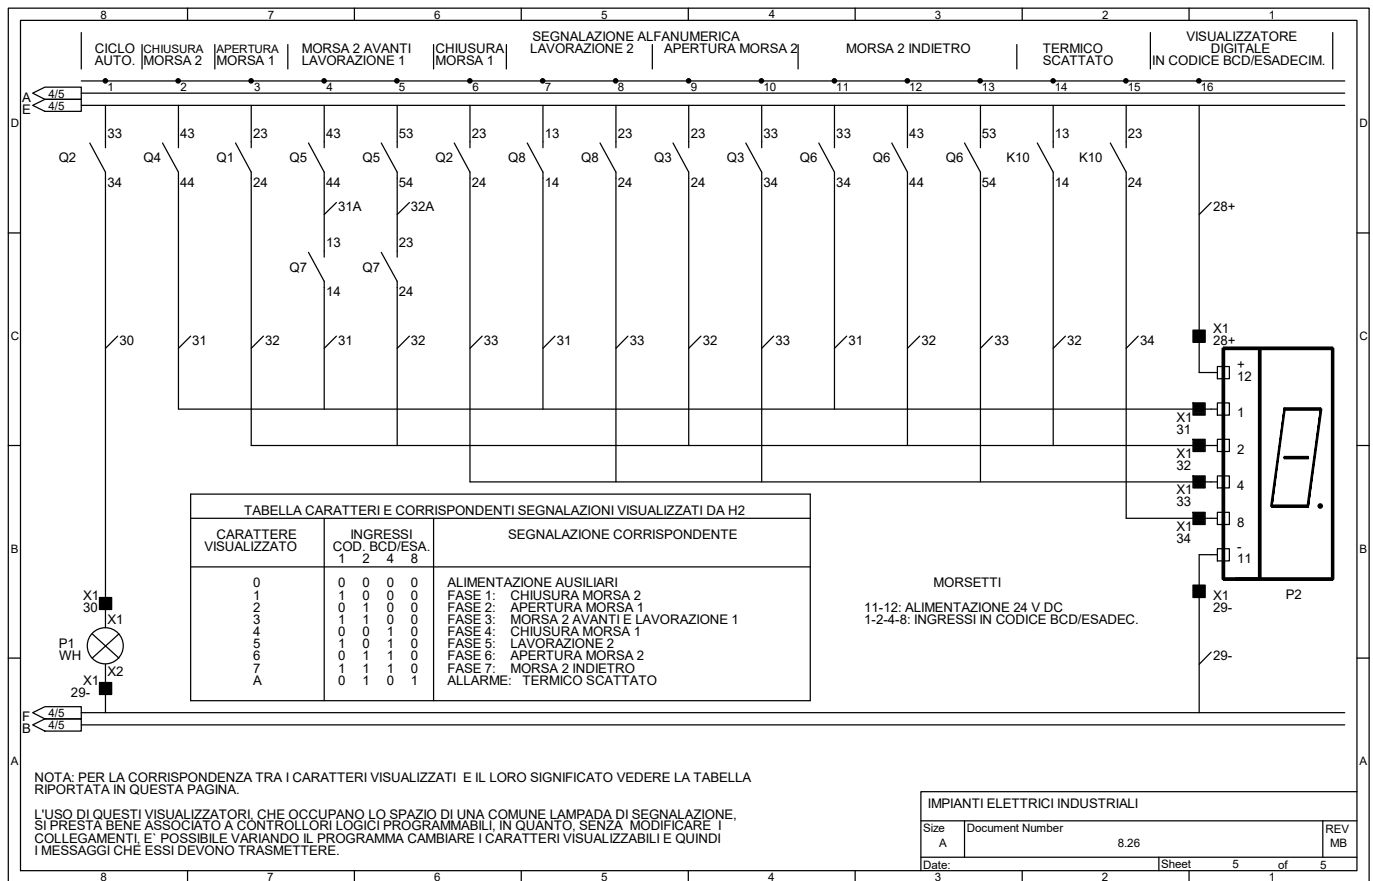 8 7 6 5 4 3 2 1
SEGNALAZIONE ALFANUMERICA
CICLO AUTO.
CHIUSURA MORSA 2
APERTURA MORSA 1
MORSA 2 AVANTI
LAVORAZIONE 1
CHIUSURA MORSA 1
LAVORAZIONE 2
APERTURA MORSA 2
MORSA 2 INDIETRO
TERMICO SCATTATO
VISUALIZZATORE
DIGITALE
IN CODICE BCD/ESADECIM.
1 2 3 4 5 6 7 8 9 10 11 12 13 14 15 16
A 4/5
E 4/5
D D
33 43 23 43 53 23 13 23 23 33 33 43 53 13 23
Q2 Q4 Q1 Q5 Q5 Q2 Q8 Q8 Q3 Q3 Q6 Q6 Q6 K10 K10
34 44 24 44 54 24 14 24 24 34 34 44 54 14 24
31A 32A 28+
13 23
Q7 Q7
14 24
C C
30 31 32 31 32 33 31 33 32 33 31 32 33 32 34
X1
28+
+
12
1
X1
31
2
X1
32
4
X1
33
8
X1
34
-
11
X1
29-
P2
29-
B B
TABELLA CARATTERI E CORRISPONDENTI SEGNALAZIONI VISUALIZZATI DA H2
CARATTERE VISUALIZZATO
INGRESSI
COD. BCD/ESA.
1 2 4 8
SEGNALAZIONE CORRISPONDENTE
0 0 0 0 0 ALIMENTAZIONE AUSILIARI
1 1 0 0 0 FASE 1: CHIUSURA MORSA 2
2 0 1 0 0 FASE 2: APERTURA MORSA 1
3 1 1 0 0 FASE 3: MORSA 2 AVANTI E LAVORAZIONE 1
4 0 0 1 0 FASE 4: CHIUSURA MORSA 1
5 1 0 1 0 FASE 5: LAVORAZIONE 2
6 0 1 1 0 FASE 6: APERTURA MORSA 2
7 1 1 1 0 FASE 7: MORSA 2 INDIETRO
A 0 1 0 1 ALLARME: TERMICO SCATTATO
MORSETTI
11-12: ALIMENTAZIONE 24 V DC
1-2-4-8: INGRESSI IN CODICE BCD/ESADEC.
X1
30
X1
P1
WH
X2
X1
29-
F 4/5
B 4/5
A A
NOTA: PER LA CORRISPONDENZA TRA I CARATTERI VISUALIZZATI E IL LORO SIGNIFICATO VEDERE LA TABELLA
RIPORTATA IN QUESTA PAGINA.
L'USO DI QUESTI VISUALIZZATORI, CHE OCCUPANO LO SPAZIO DI UNA COMUNE LAMPADA DI SEGNALAZIONE,
SI PRESTA BENE ASSOCIATO A CONTROLLORI LOGICI PROGRAMMABILI, IN QUANTO, SENZA MODIFICARE I
COLLEGAMENTI, E` POSSIBILE VARIANDO IL PROGRAMMA CAMBIARE I CARATTERI VISUALIZZABILI E QUINDI
I MESSAGGI CHE ESSI DEVONO TRASMETTERE.
IMPIANTI ELETTRICI INDUSTRIALI
Size Document Number REV
A 8.26 MB
Date: Sheet 5 of 5
8 7 6 5 4 3 2 1